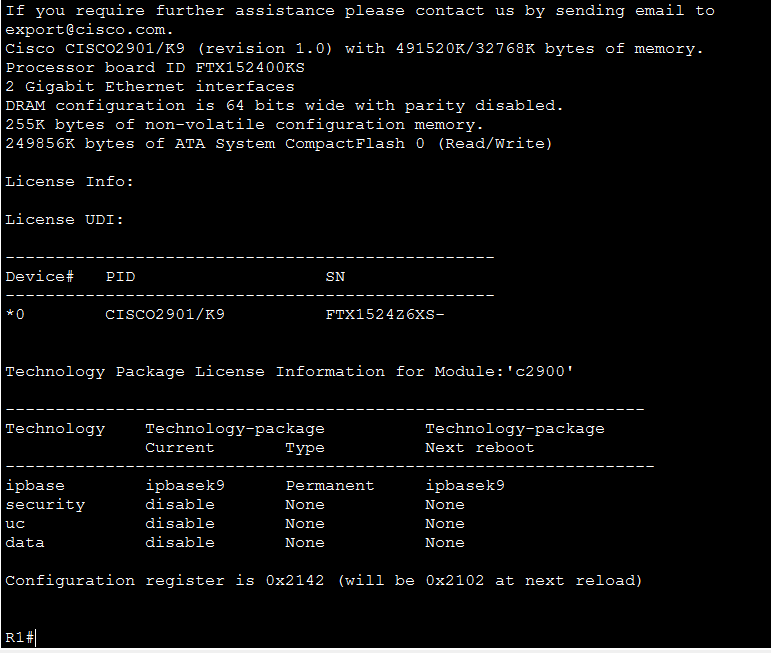 If you require further assistance please contact us by sending email to
export@cisco.com.
Cisco CISCO2901/K9 (revision 1.0) with 491520K/32768K bytes of memory.
Processor board ID FTX152400KS
2 Gigabit Ethernet interfaces
DRAM configuration is 64 bits wide with parity disabled.
255K bytes of non-volatile configuration memory.
249856K bytes of ATA System CompactFlash 0 (Read/Write)
License Info:
License UDI:
-------------------------------------------------
Device#   PID                   SN
-------------------------------------------------
*0        CISCO2901/K9          FTX1524Z6XS-
Technology Package License Information for Module:'c2900'
----------------------------------------------------------------
Technology    Technology-package          Technology-package
              Current       Type          Next reboot
-----------------------------------------------------------------
ipbase        ipbasek9      Permanent     ipbasek9
security      disable       None          None
uc            disable       None          None
data          disable       None          None
Configuration register is 0x2142 (will be 0x2102 at next reload)
R1#